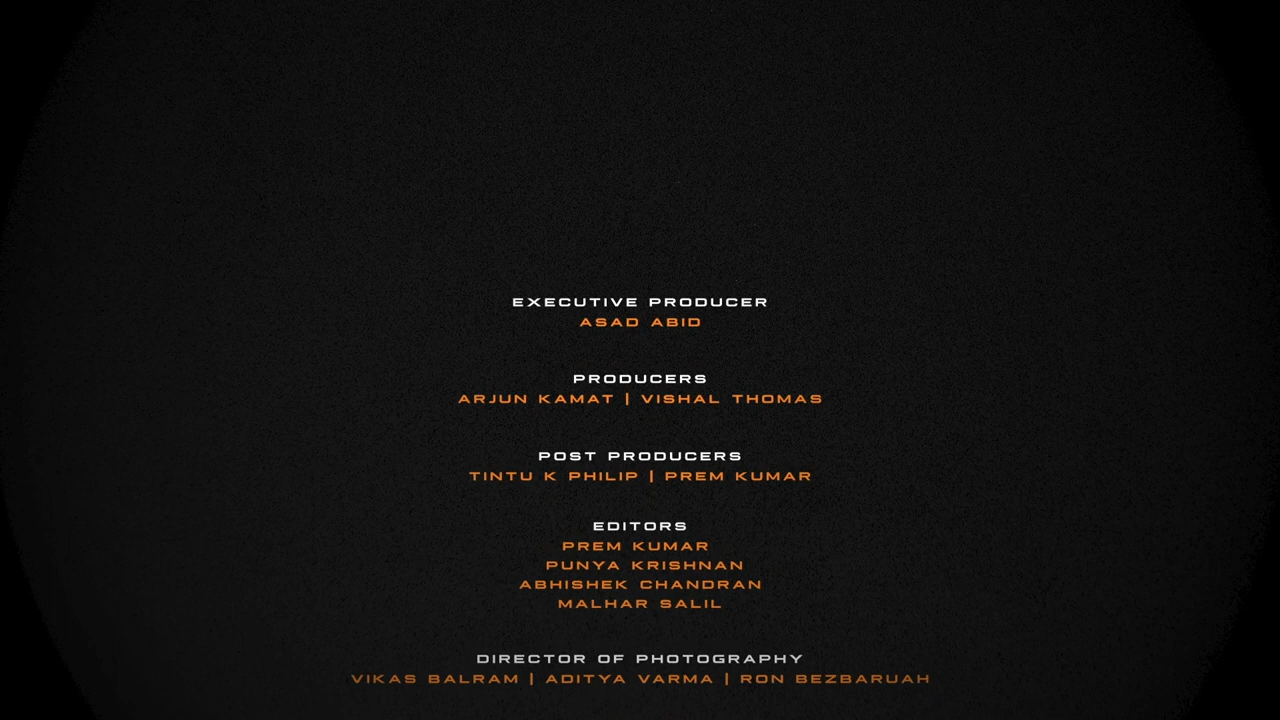 EXECUTIVE PRODUCER
ASAD ABID
PRODUCERS
ARJUN KAMAT | VISHAL THOMAS
POST PRODUCERS
TINTU K PHILIP | PREM KUMAR
EDITORS
PREM KUMAR
PUNYA KRISHNAN
ABHISHEK CHANDRAN
MALHAR SALIL
DIRECTOR OF PHOTOGRAPHY
VIKAS BALRAM | ADITYA VARMA | RON BEZBARUAH